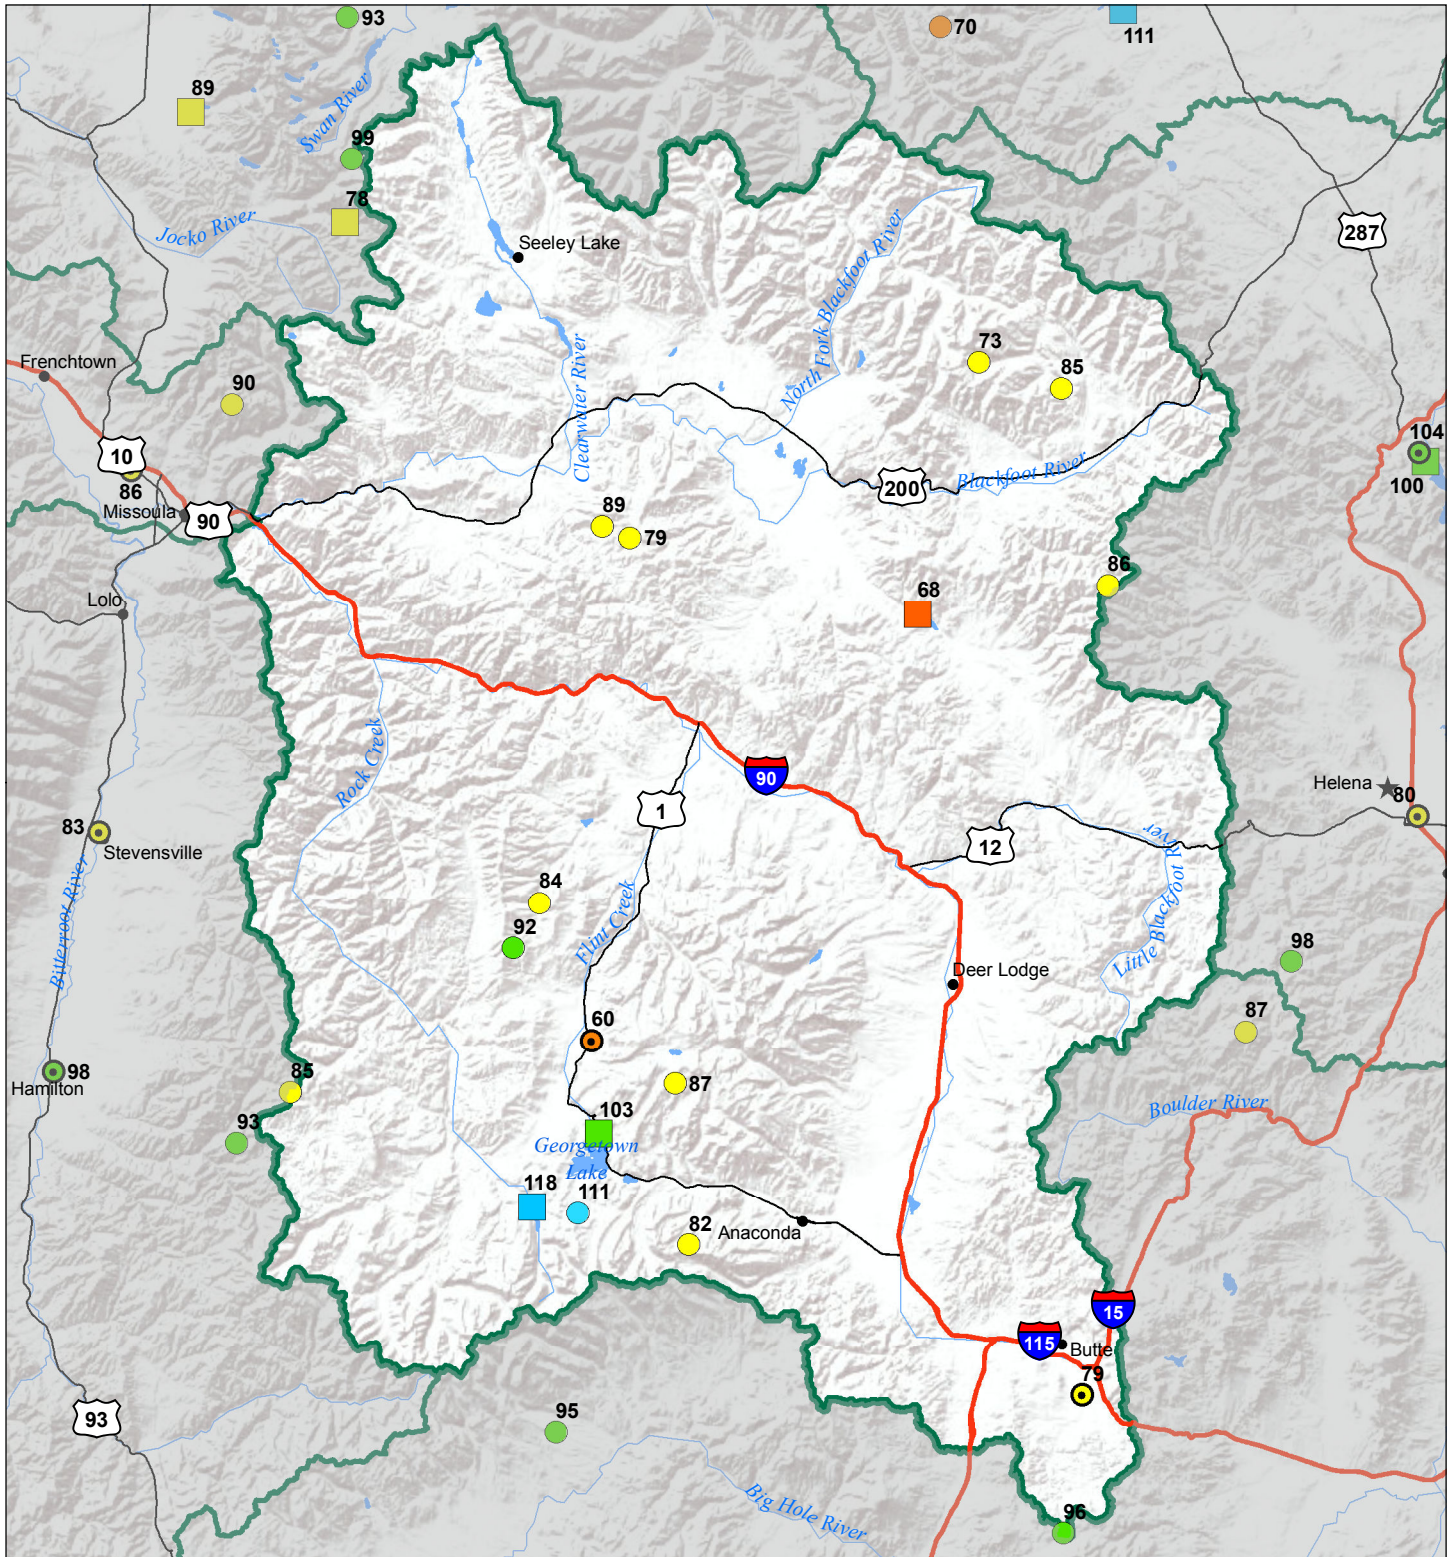 93
70
111
89
Swan River
99
78
Jocko River
287
Seeley Lake
North Fork Blackfoot River
Frenchtown
73
85
90
Clearwater River
104
10
86
200
Blackfoot River
100
Missoula
90
89
79
86
Lolo
68
Rock Creek
90
Helena
80
1
83
Stevensville
12
Little Blackfoot River
Bitterroot River
84
Flint Creek
92
98
Deer Lodge
87
60
98
Hamilton
85
87
Boulder River
93
103
Georgetown
Lake
118
111
82
Anaconda
15
115
Butte
79
93
95
Big Hole River
96